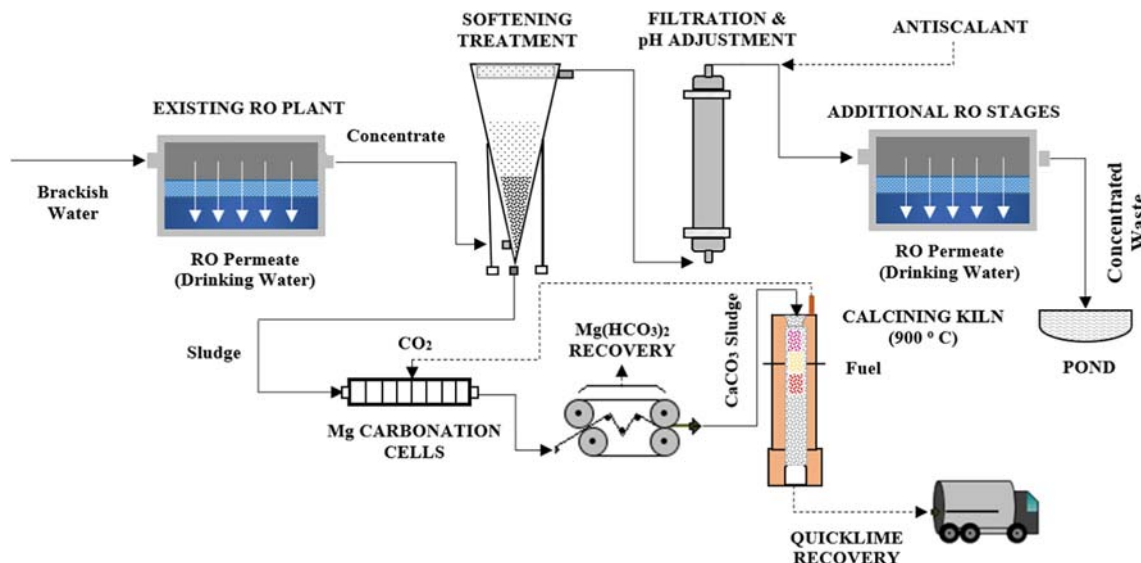 SOFTENING
TREATMENT
FILTRATION &
pH ADJUSTMENT
ANTISCALANT
EXISTING RO PLANT
Concentrate
ADDITIONAL RO STAGES
Brackish
Water
RO Permeate
(Drinking Water)
RO Permeate
(Drinking Water)
Concentrated
Waste
Sludge
CO₂
Mg(HCO₃)₂
RECOVERY
CaCO₃ Sludge
CALCINING KILN
(900 ° C)
Fuel
POND
Mg CARBONATION
CELLS
QUICKLIME
RECOVERY